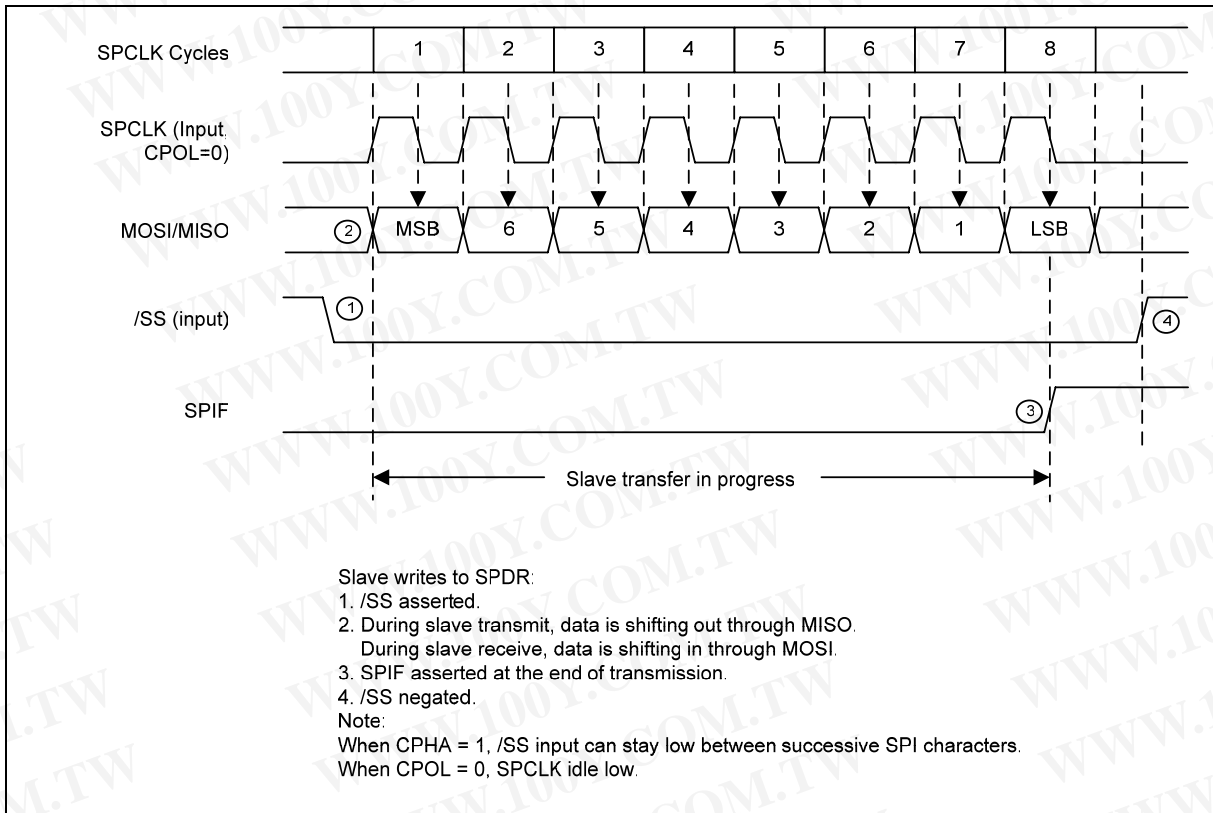 SPCLK Cycles 1 2 3 4 5 6 7 8
SPCLK (Input,
CPOL=0)
MOSI/MISO 2 MSB 6 5 4 3 2 1 LSB
/SS (input) 1 4
SPIF 3
Slave transfer in progress
Slave writes to SPDR:
1. /SS asserted.
2. During slave transmit, data is shifting out through MISO.
During slave receive, data is shifting in through MOSI.
3. SPIF asserted at the end of transmission.
4. /SS negated.
Note:
When CPHA = 1, /SS input can stay low between successive SPI characters.
When CPOL = 0, SPCLK idle low.
WWW.100Y.COM.TW